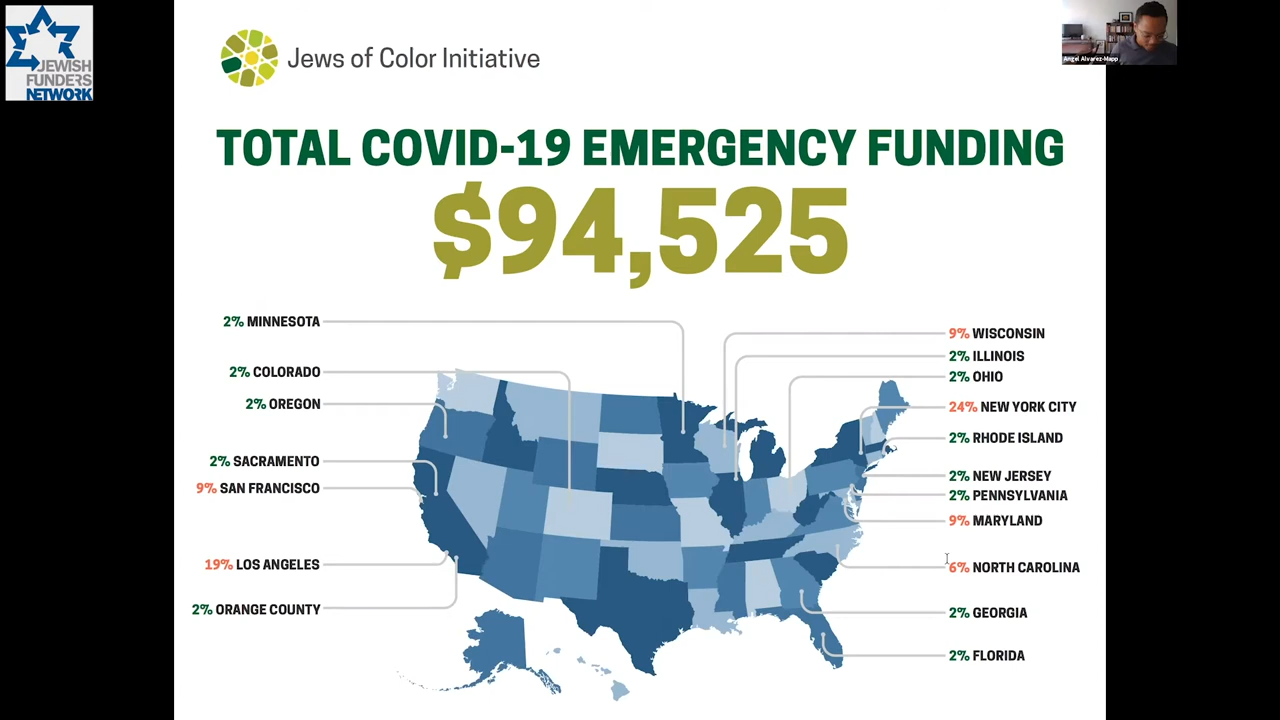 JEWISH
FUNDERS
NETWORK
Jews of Color Initiative
Angel Alvarez-Mapp
TOTAL COVID-19 EMERGENCY FUNDING
$94,525
2% MINNESOTA
2% COLORADO
2% OREGON
2% SACRAMENTO
9% SAN FRANCISCO
19% LOS ANGELES
2% ORANGE COUNTY
9% WISCONSIN
2% ILLINOIS
2% OHIO
24% NEW YORK CITY
2% RHODE ISLAND
2% NEW JERSEY
2% PENNSYLVANIA
9% MARYLAND
6% NORTH CAROLINA
2% GEORGIA
2% FLORIDA